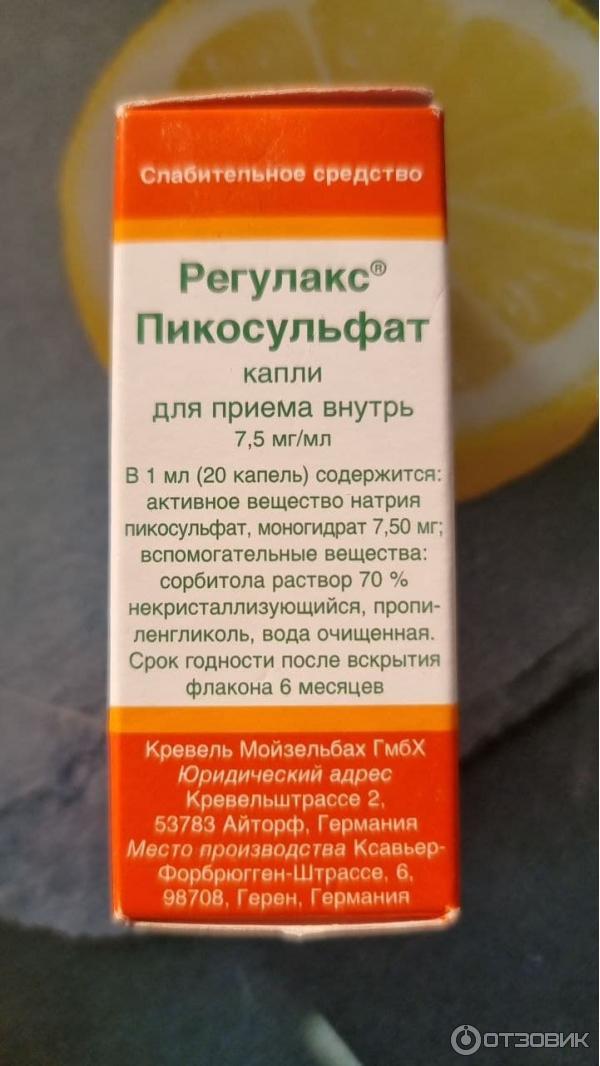 Слабительное средство
Регулакс®
Пикосульфат
капли
для приема внутрь
7,5 мг/мл
В 1 мл (20 капель) содержится:
активное вещество натрия
пикосульфат, моногидрат 7,50 мг;
вспомогательные вещества:
сорбитола раствор 70 %
некристаллизующийся, пропи-
ленгликоль, вода очищенная.
Срок годности после вскрытия
флакона 6 месяцев
Кревель Мойзельбах ГмбХ
Юридический адрес
Кревельштрассе 2,
53783 Айторф, Германия
Место производства Ксавьер-
Форбрюгген-Штрассе, 6,
98708, Герен, Германия
ОТЗОВИК